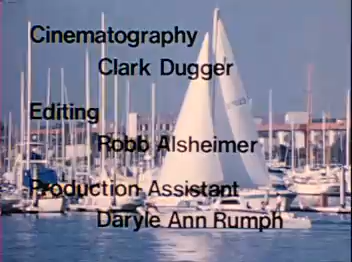 Cinematography
Clark Dugger
Editing
Robb Alsheimer
Production Assistant
Daryle Ann Rumph